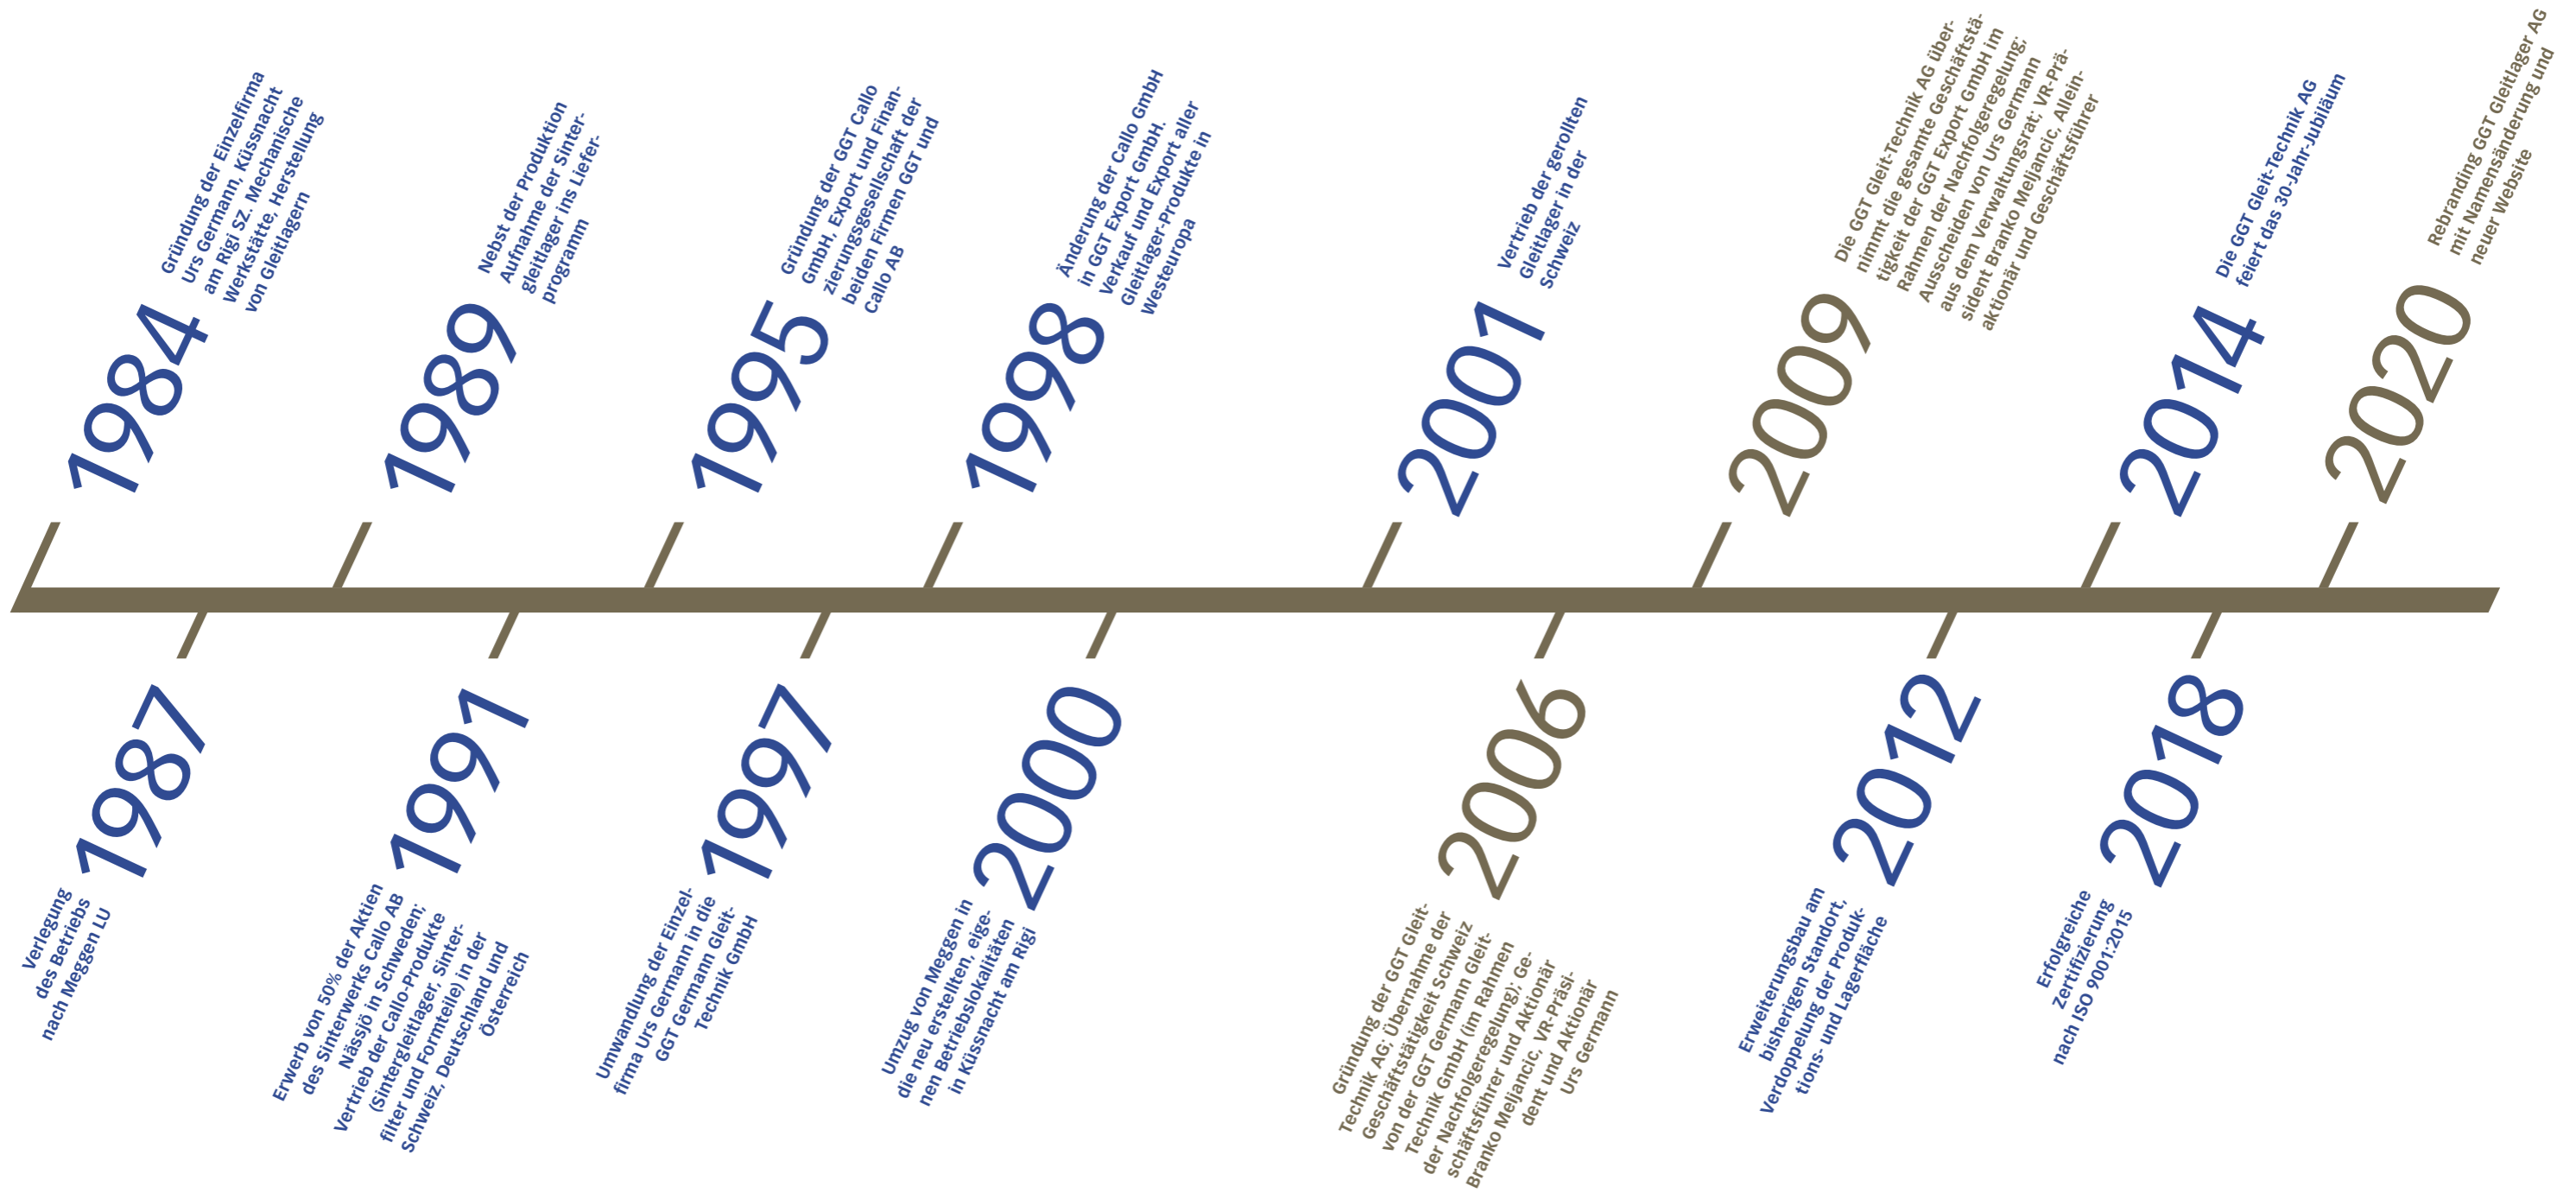 1984
Gründung der Einzelfirma
Urs Germann, Küssnacht
am Rigi SZ. Mechanische
Werkstätte, Herstellung
von Gleitlagern
1989
Nebst der Produktion
Aufnahme der Sinter-
gleitlager ins Liefer-
programm
1995
Gründung der GGT Callo
GmbH, Export und Finan-
zierungsgesellschaft der
beiden Firmen GGT und
Callo AB
1998
Änderung der Callo GmbH
in GGT Export GmbH.
Verkauf und Export aller
Gleitlager-Produkte in
Westeuropa
2001
Vertrieb der gerollten
Gleitlager in der
Schweiz
2009
Die GGT Gleit-Technik AG über-
nimmt die gesamte Geschäftstä-
tigkeit der GGT Export GmbH im
Rahmen der Nachfolgeregelung;
Ausscheiden von Urs Germann
aus dem Verwaltungsrat; VR-Prä-
sident Branko Meljancic, Allein-
aktionär und Geschäftsführer
2014
Die GGT Gleit-Technik AG
feiert das 30-Jahr-Jubiläum
2020
Rebranding GGT Gleitlager AG
mit Namensänderung und
neuer Website
1987
Verlegung
des Betriebs
nach Meggen LU
1991
Erwerb von 50% der Aktien
des Sinterwerks Callo AB
Nässjö in Schweden;
Vertrieb der Callo-Produkte
(Sintergleitlager, Sinter-
filter und Formteile) in der
Schweiz, Deutschland und
Österreich
1997
Umwandlung der Einzel-
firma Urs Germann in die
GGT Germann Gleit-
Technik GmbH
2000
Umzug von Meggen in
die neu erstellten, eige-
nen Betriebslokalitäten
in Küssnacht am Rigi
2006
Gründung der GGT Gleit-
Technik AG; Übernahme der
Geschäftstätigkeit Schweiz
von der GGT Germann Gleit-
Technik GmbH (im Rahmen
der Nachfolgeregelung); Ge-
schäftsführer und Aktionär
Branko Meljancic, VR-Präsi-
dent und Aktionär
Urs Germann
2012
Erweiterungsbau am
bisherigen Standort,
Verdoppelung der Produk-
tions- und Lagerfläche
2018
Erfolgreiche
Zertifizierung
nach ISO 9001:2015